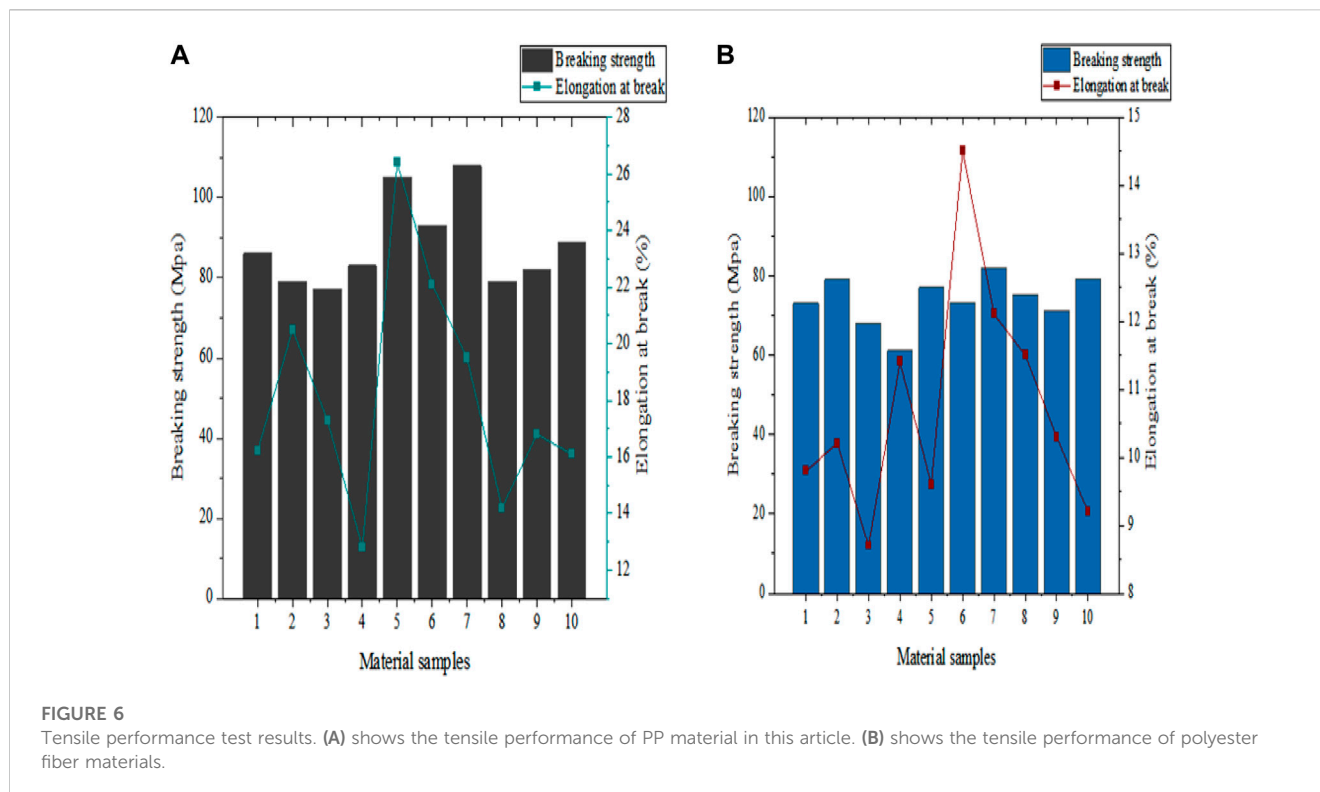 A
Breaking strength
Elongation at break
120
100
80
60
40
20
0
Breaking strength (Mpa)
28
26
24
22
20
18
16
14
12
Elongation at break (%)
1 2 3 4 5 6 7 8 9 10
Material samples
B
Breaking strength
Elongation at break
120
100
80
60
40
20
0
Breaking strength (Mpa)
15
14
13
12
11
10
9
8
Elongation at break (%)
1 2 3 4 5 6 7 8 9 10
Material samples
FIGURE 6
Tensile performance test results. (A) shows the tensile performance of PP material in this article. (B) shows the tensile performance of polyester
fiber materials.